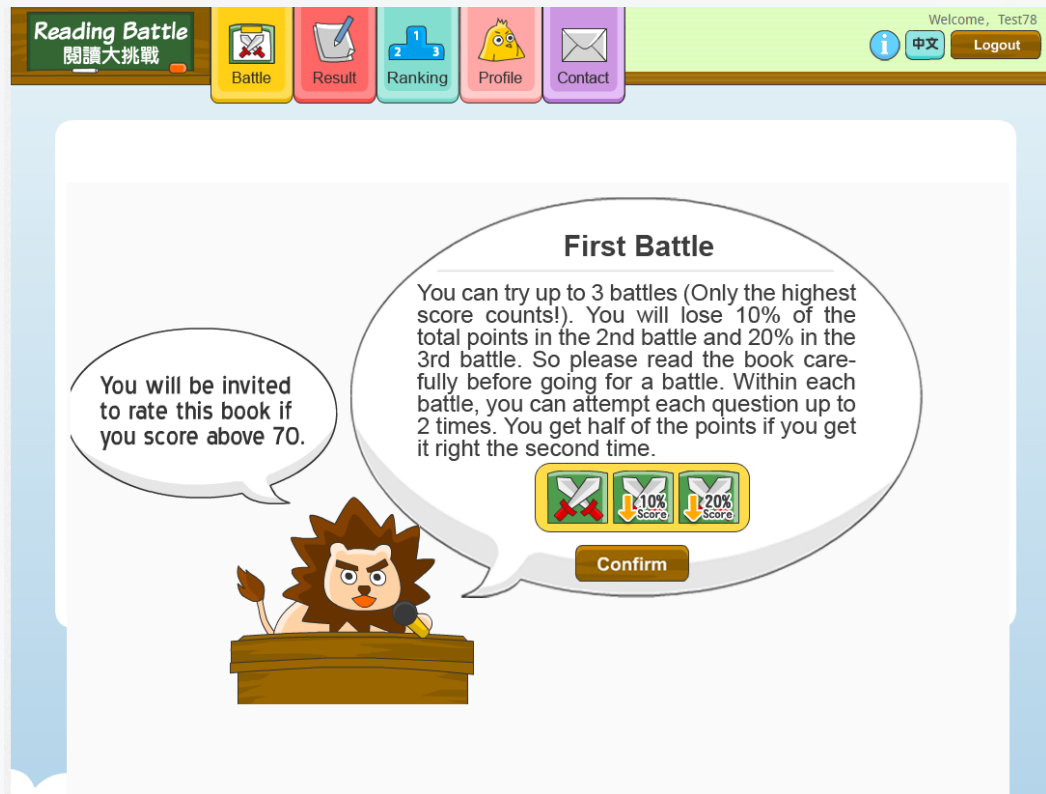 Reading Battle
閱讀大挑戰
Battle
Result
1
2 3
Ranking
Profile
Contact
Welcome, Test78
i
中文
Logout
First Battle
You can try up to 3 battles (Only the highest
score counts!). You will lose 10% of the
total points in the 2nd battle and 20% in the
3rd battle. So please read the book care-
fully before going for a battle. Within each
battle, you can attempt each question up to
2 times. You get half of the points if you get
it right the second time.
10%
Score
20%
Score
Confirm
You will be invited
to rate this book if
you score above 70.